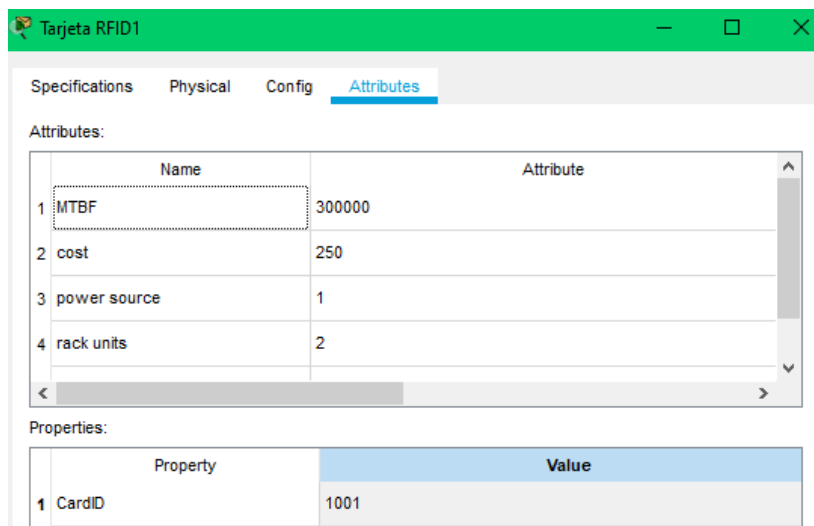 Tarjeta RFID1
Specifications Physical Config Attributes
Attributes:
Name Attribute
1 MTBF 300000
2 cost 250
3 power source 1
4 rack units 2
Properties:
Property Value
1 CardID 1001